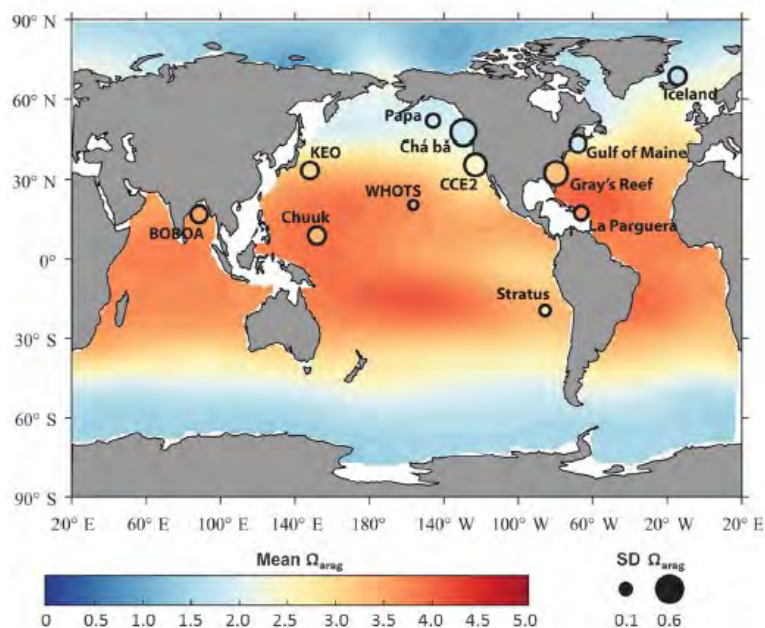 90° N
60° N
30° N
0°
30° S
60° S
90° S
Iceland
Papa
Chá bă
Gulf of Maine
KEO
CCE2
Gray's Reef
WHOTS
BOBOA
Chuuk
La Parguera
Stratus
20° E 60° E 100° E 140° E 180° 140° W 100° W 60° W 20° W 20° E
Mean Ωarag
SD Ωarag
0 0.5 1.0 1.5 2.0 2.5 3.0 3.5 4.0 4.5 5.0
0.1 0.6